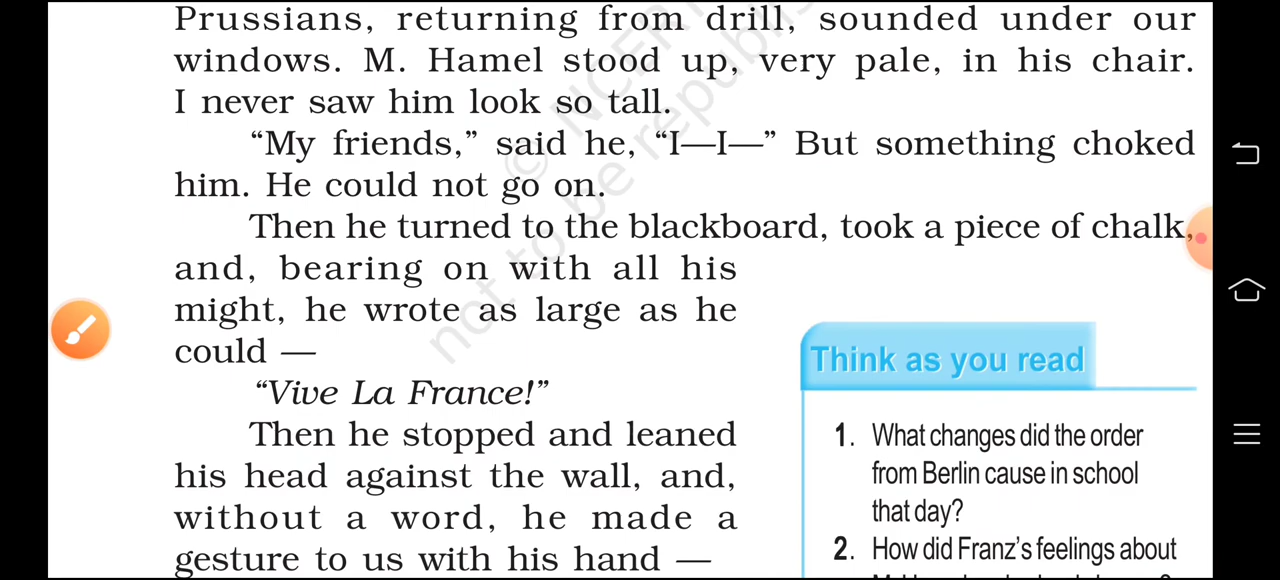 Prussians, returning from drill, sounded under our
windows. M. Hamel stood up, very pale, in his chair.
I never saw him look so tall.
“My friends,” said he, “I—I—” But something choked
him. He could not go on.
Then he turned to the blackboard, took a piece of chalk,
and, bearing on with all his
might, he wrote as large as he
could —
“Vive La France!”
Then he stopped and leaned
his head against the wall, and,
without a word, he made a
gesture to us with his hand —
Think as you read
1. What changes did the order
from Berlin cause in school
that day?
2. How did Franz’s feelings about
not to be republis
© NCER